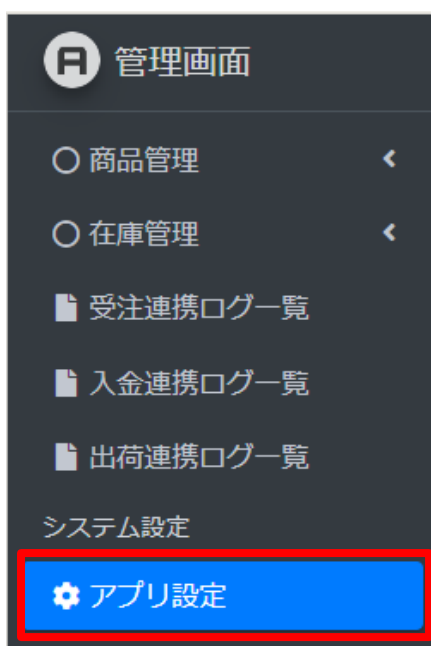 管理画面
商品管理
在庫管理
受注連携ログ一覧
入金連携ログ一覧
出荷連携ログ一覧
システム設定
アプリ設定